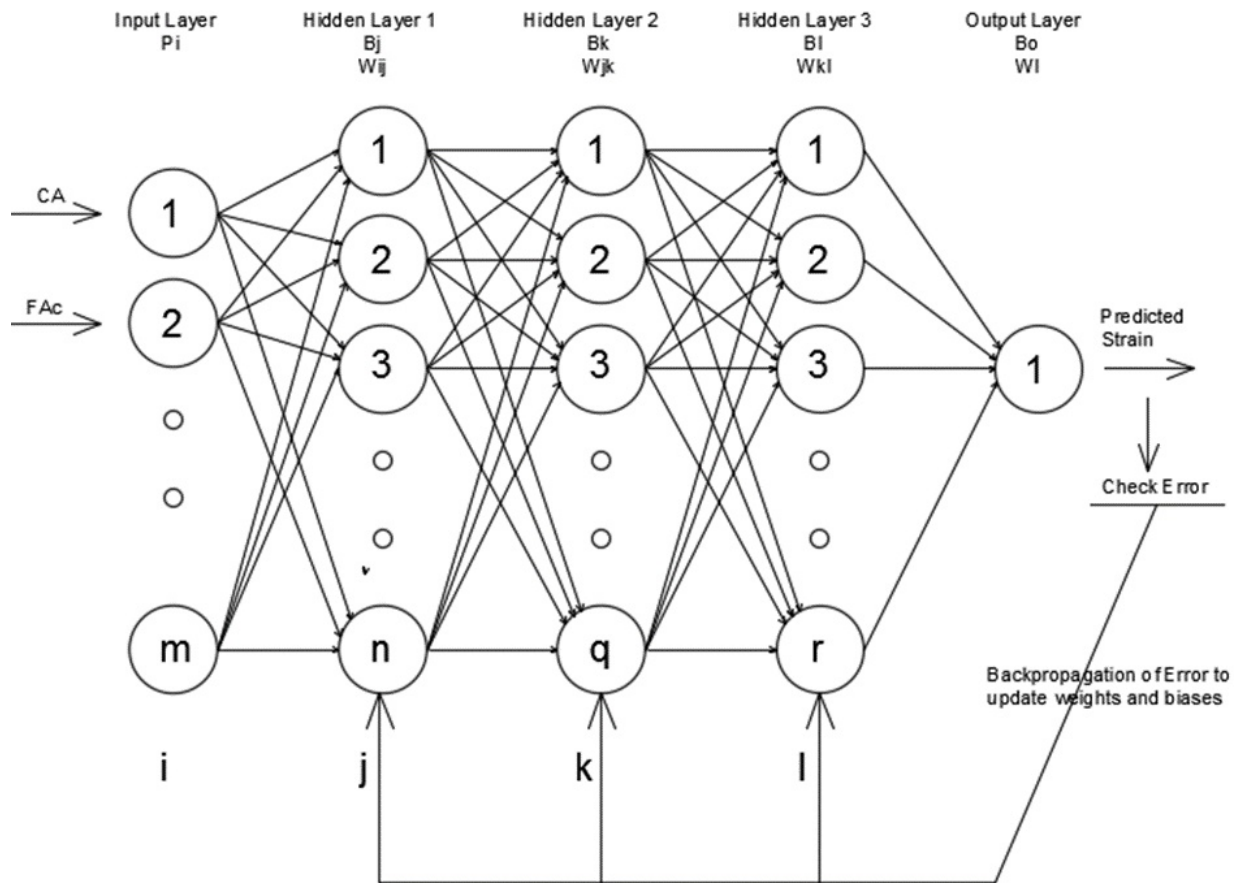 Input Layer
Pi
Hidden Layer 1
Bj
Wij
Hidden Layer 2
Bk
Wjk
Hidden Layer 3
Bl
Wkl
Output Layer
Bo
Wl
CA
FAc
1
2
m
i
1
2
3
n
j
1
2
3
q
k
1
2
3
r
l
1
Predicted
Strain
Check Error
Backpropagation of Error to
update weights and biases